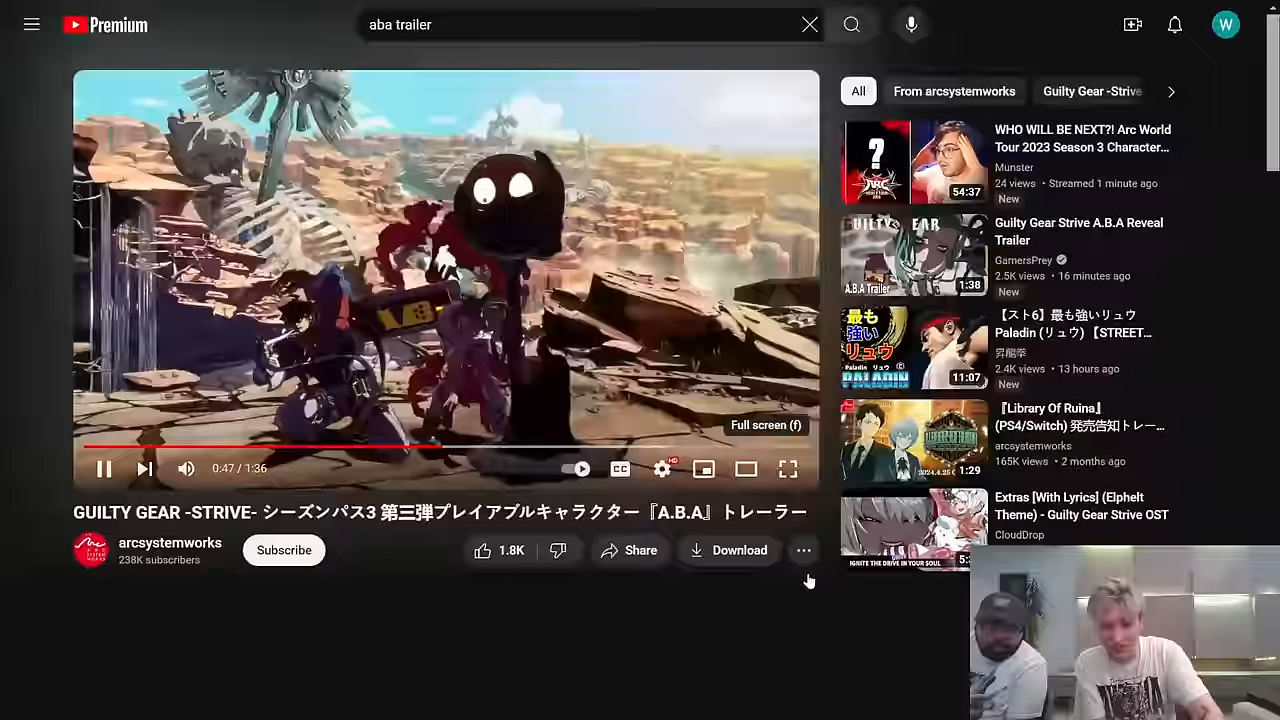 Premium
aba trailer
W
All
From arcsystemworks
Guilty Gear -Strive
WHO WILL BE NEXT?! Arc World
Tour 2023 Season 3 Character...
Munster
24 views • Streamed 1 minute ago
New
54:37
Guilty Gear Strive A.B.A Reveal
Trailer
GamersPrey
2.5K views • 16 minutes ago
New
A.B.A Trailer
1:38
【スト6】最も強いリュウ
Paladin (リュウ) 【STREET...
昇龍拳
2.4K views • 13 hours ago
New
最も
強い
リュウ
Paladin リュウ
PALADIN
11:07
『Library Of Ruina』
(PS4/Switch) 発売告知トレー...
arcsystemworks
165K views • 2 months ago
1:29
Extras [With Lyrics] (Elphelt
Theme) - Guilty Gear Strive OST
CloudDrop
IGNITE THE DRIVE IN YOUR SOUL
Full screen (f)
0:47 / 1:36
CC
HD
GUILTY GEAR -STRIVE- シーズンパス3 第三弾プレイアブルキャラクター『A.B.A』トレーラー
arcsystemworks
238K subscribers
Subscribe
1.8K
Share
Download